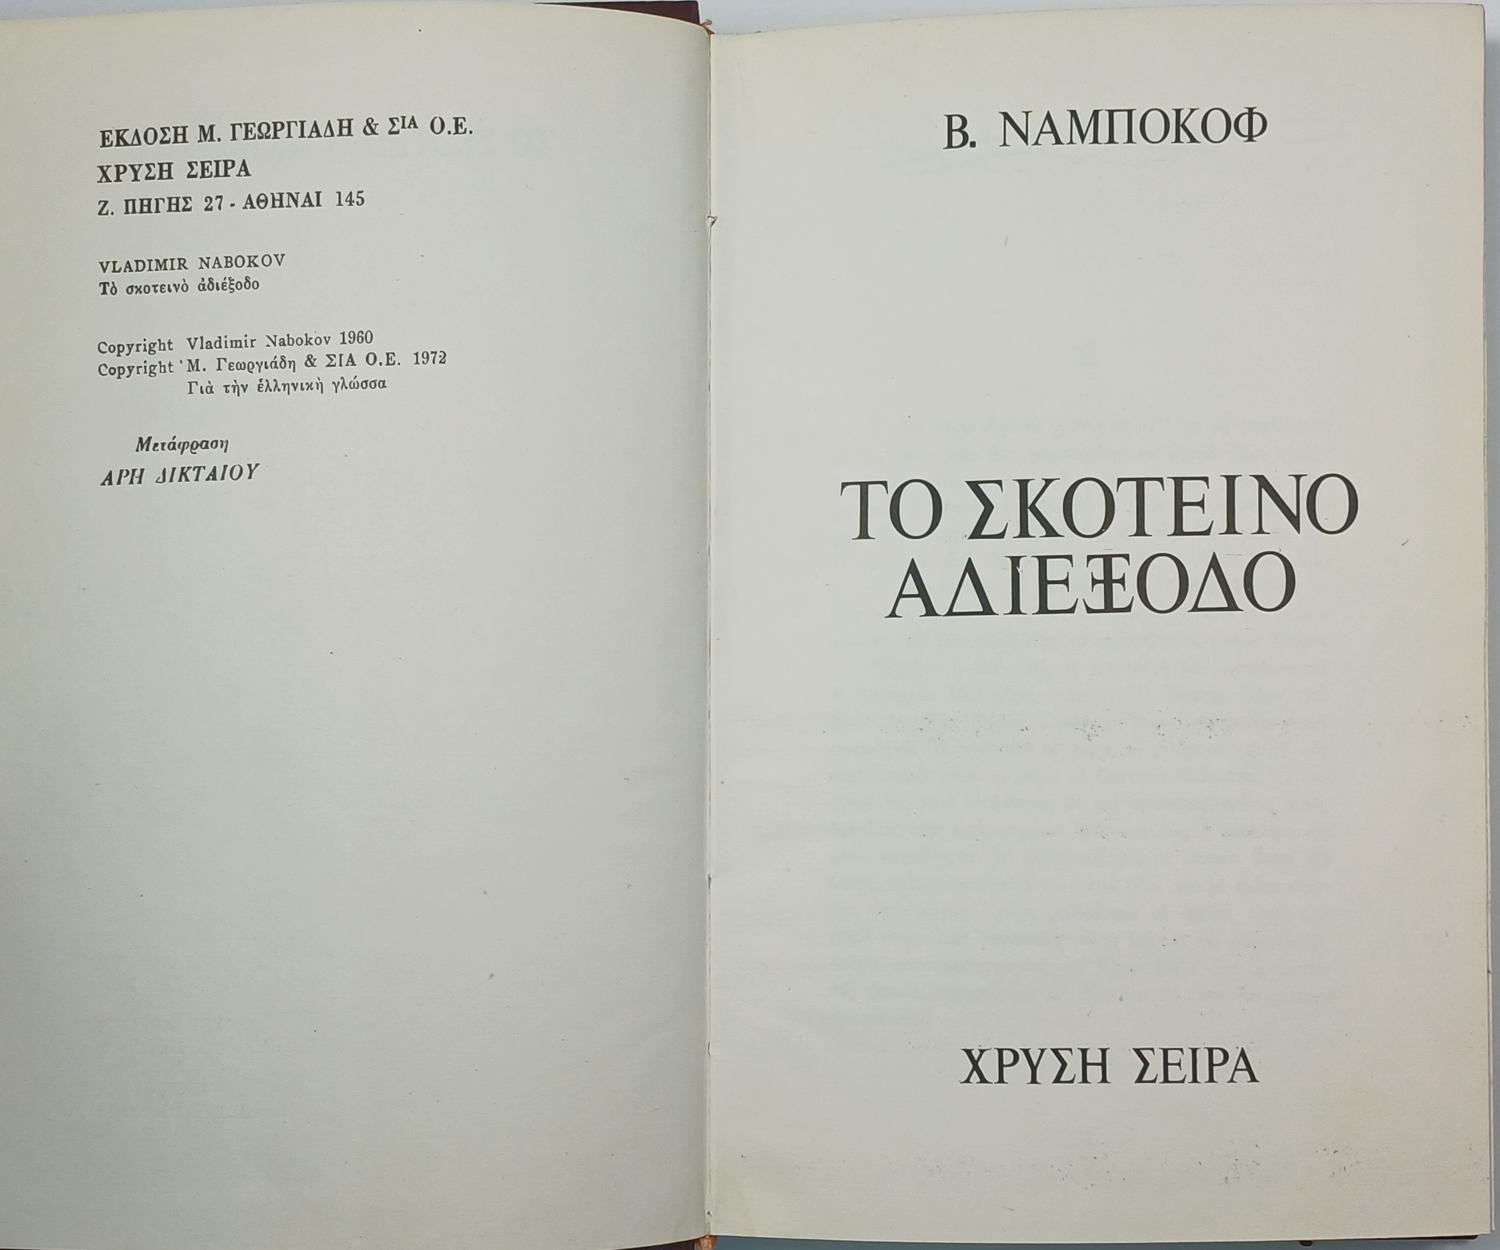 ΕΚΔΟΣΗ Μ. ΓΕΩΡΓΙΑΔΗ & ΣΙΑ Ο.Ε.
ΧΡΥΣΗ ΣΕΙΡΑ
Ζ. ΠΗΓΗΣ 27 - ΑΘΗΝΑΙ 145
VLADIMIR NABOKOV
Τὸ σκοτεινὸ ἀδιέξοδο
Copyright Vladimir Nabokov 1960
Copyright Μ. Γεωργιάδη & ΣΙΑ Ο.Ε. 1972
Γιὰ τὴν ἑλληνικὴ γλώσσα
Μετάφραση
ΑΡΗ ΔΙΚΤΑΙΟΥ
Β. ΝΑΜΠΟΚΟΦ
ΤΟ ΣΚΟΤΕΙΝΟ
ΑΔΙΕΞΟΔΟ
ΧΡΥΣΗ ΣΕΙΡΑ